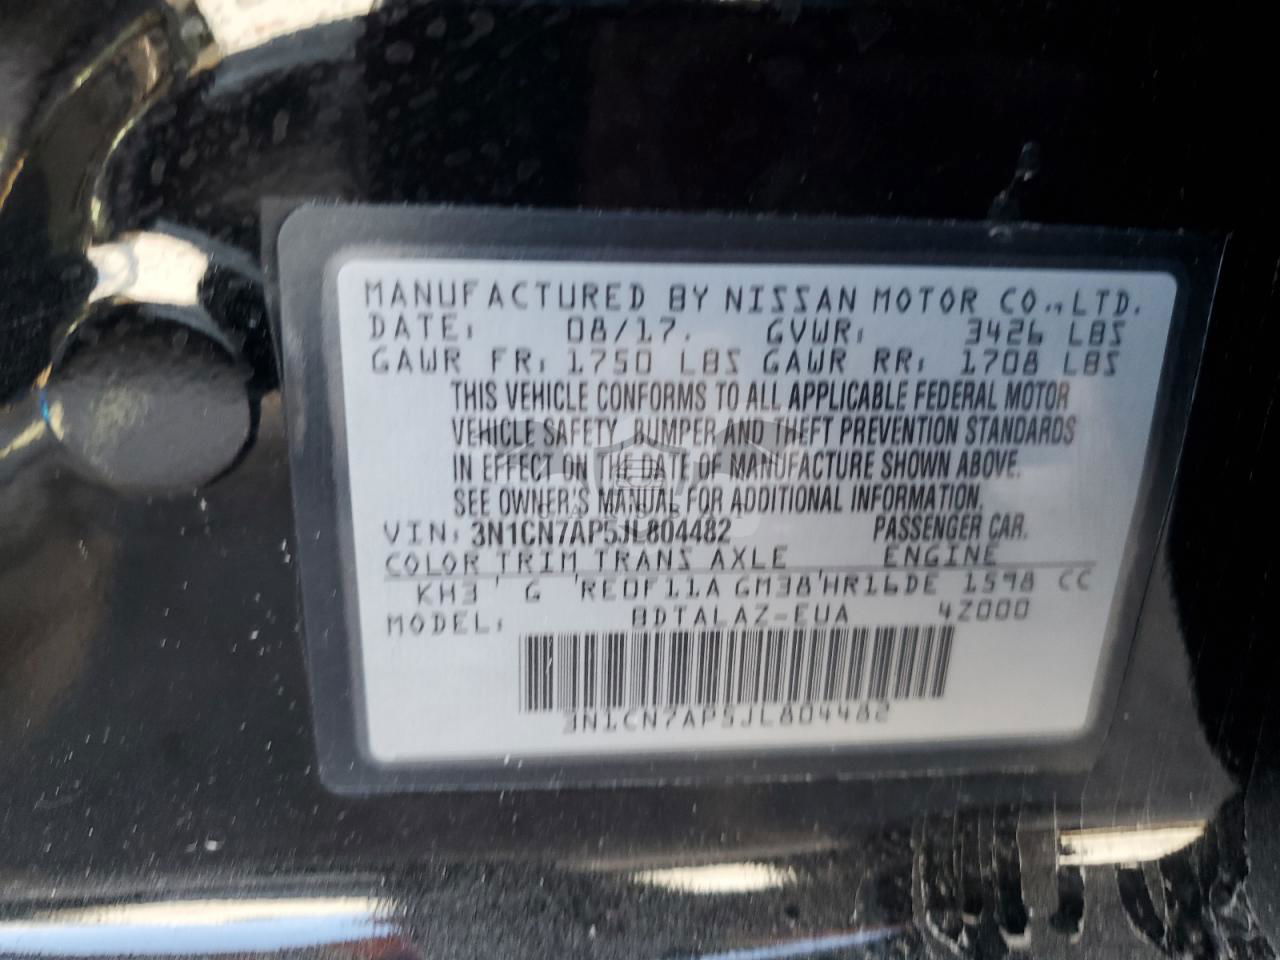 MANUFACTURED BY NISSAN MOTOR CO., LTD.
DATE: 08/17. GVWR: 3426 LBS
GAWR FR: 1750 LBS GAWR RR: 1708 LBS
THIS VEHICLE CONFORMS TO ALL APPLICABLE FEDERAL MOTOR
VEHICLE SAFETY, BUMPER AND THEFT PREVENTION STANDARDS
IN EFFECT ON THE DATE OF MANUFACTURE SHOWN ABOVE.
SEE OWNER'S MANUAL FOR ADDITIONAL INFORMATION.
VIN: 3N1CN7AP5JL804482 PASSENGER CAR.
COLOR TRIM TRANS AXLE ENGINE
KH3 ' G 'RE0F11A GM38'HR16DE 1598 CC
MODEL: BDTALAZ-EUA 4Z000
3N1CN7AP5JL804482